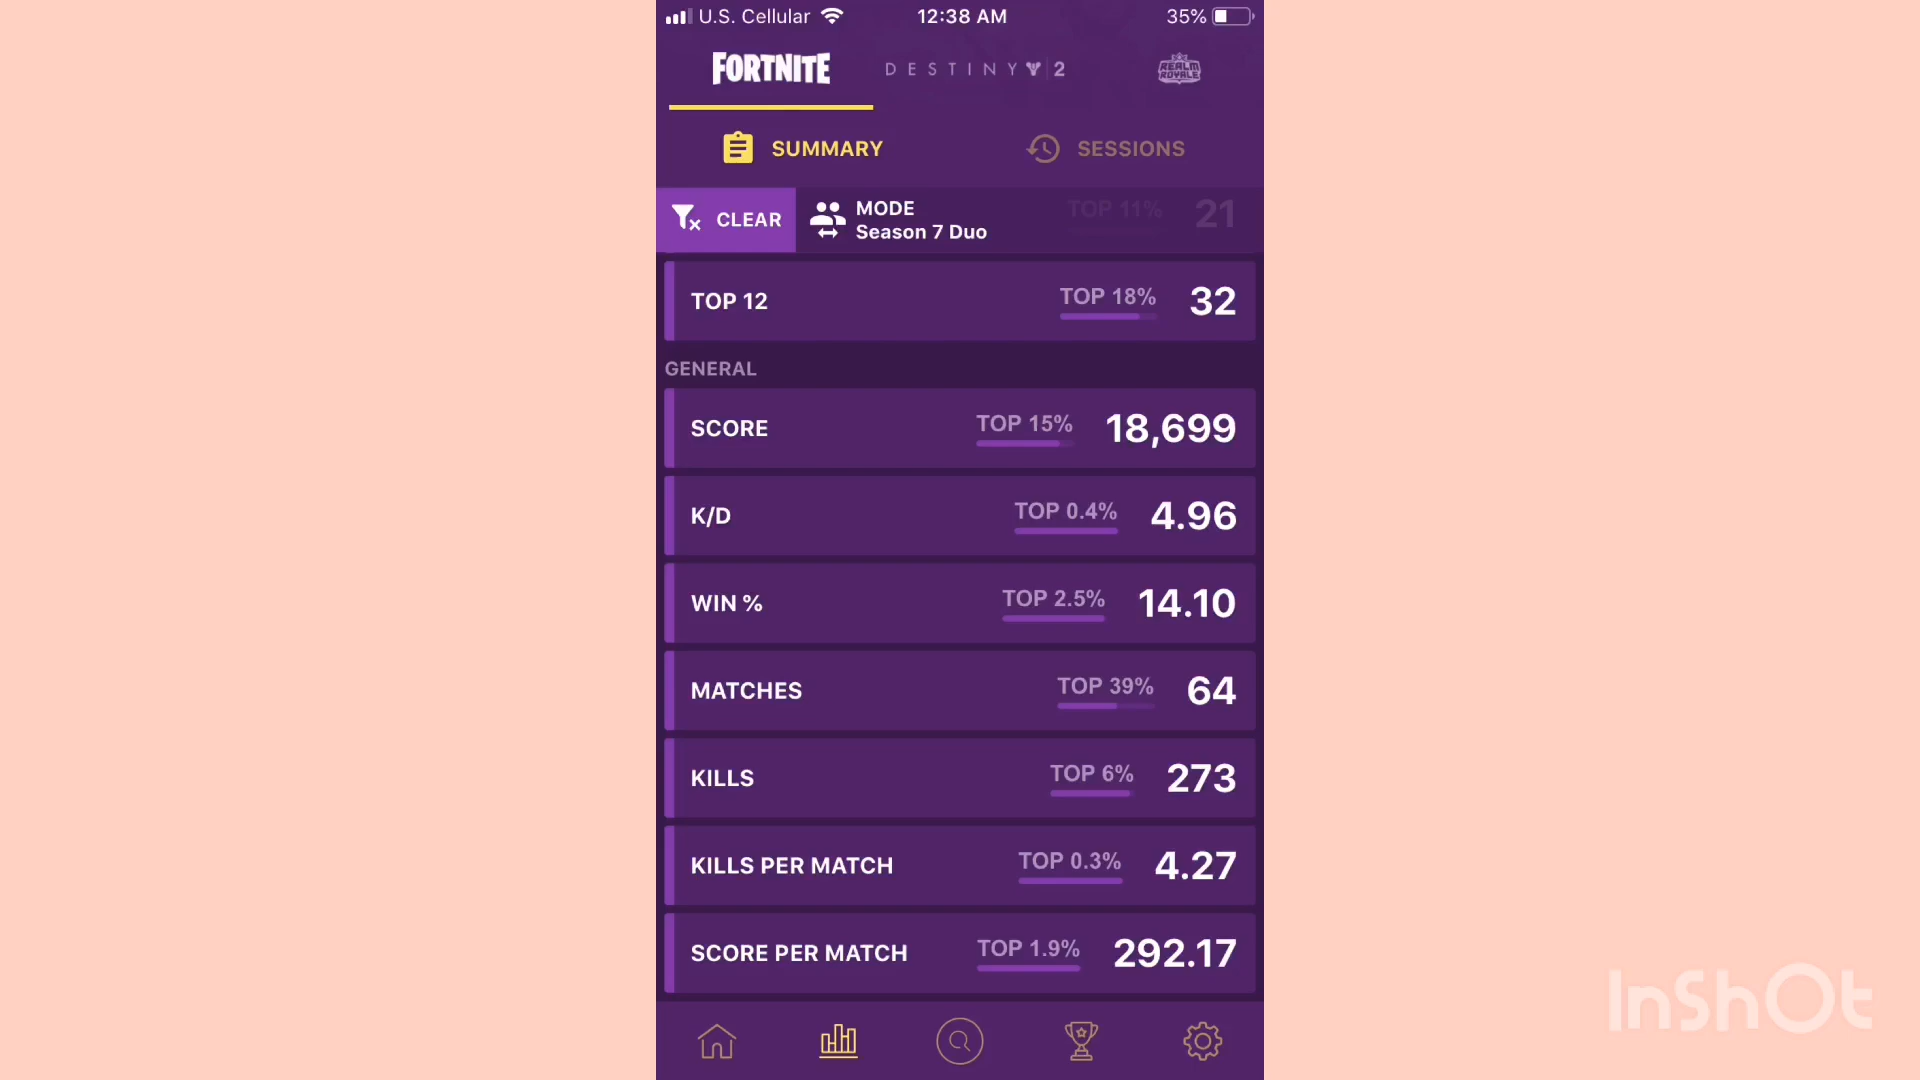 U.S. Cellular 12:38 AM 35%
FORTNITE DESTINY 2 REALM ROYALE
SUMMARY SESSIONS
CLEAR MODE TOP 11% 21
Season 7 Duo
TOP 12 TOP 18% 32
GENERAL
SCORE TOP 15% 18,699
K/D TOP 0.4% 4.96
WIN % TOP 2.5% 14.10
MATCHES TOP 39% 64
KILLS TOP 6% 273
KILLS PER MATCH TOP 0.3% 4.27
SCORE PER MATCH TOP 1.9% 292.17
InShOt